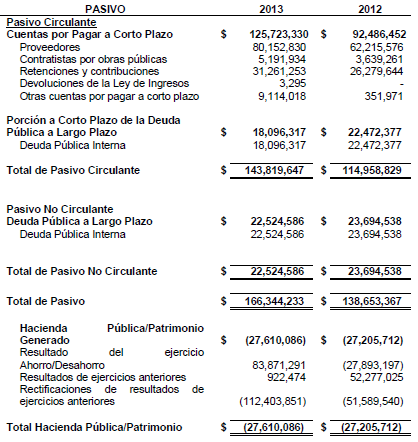 PASIVO 2013 2012
Pasivo Circulante
Cuentas por Pagar a Corto Plazo $ 125,723,330 $ 92,486,452
Proveedores 80,152,830 62,215,576
Contratistas por obras públicas 5,191,934 3,639,261
Retenciones y contribuciones 31,261,253 26,279,644
Devoluciones de la Ley de Ingresos 3,295 -
Otras cuentas por pagar a corto plazo 9,114,018 351,971
Porción a Corto Plazo de la Deuda
Pública a Largo Plazo $ 18,096,317 $ 22,472,377
Deuda Pública Interna 18,096,317 22,472,377
Total de Pasivo Circulante $ 143,819,647 $ 114,958,829
Pasivo No Circulante
Deuda Pública a Largo Plazo $ 22,524,586 $ 23,694,538
Deuda Pública Interna 22,524,586 23,694,538
Total de Pasivo No Circulante $ 22,524,586 $ 23,694,538
Total de Pasivo $ 166,344,233 $ 138,653,367
Hacienda Pública/Patrimonio
Generado $ (27,610,086) $ (27,205,712)
Resultado del ejercicio
Ahorro/Desahorro 83,871,291 (27,893,197)
Resultados de ejercicios anteriores 922,474 52,277,025
Rectificaciones de resultados de
ejercicios anteriores (112,403,851) (51,589,540)
Total Hacienda Pública/Patrimonio $ (27,610,086) $ (27,205,712)